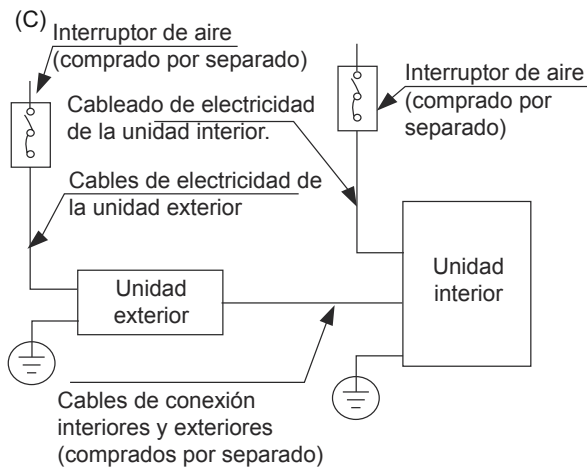 (C)
Interruptor de aire
(comprado por separado)
Interruptor de aire
(comprado por
separado)
Cableado de electricidad
de la unidad interior.
Cables de electricidad de
la unidad exterior
Unidad
exterior
Unidad
interior
Cables de conexión
interiores y exteriores
(comprados por separado)